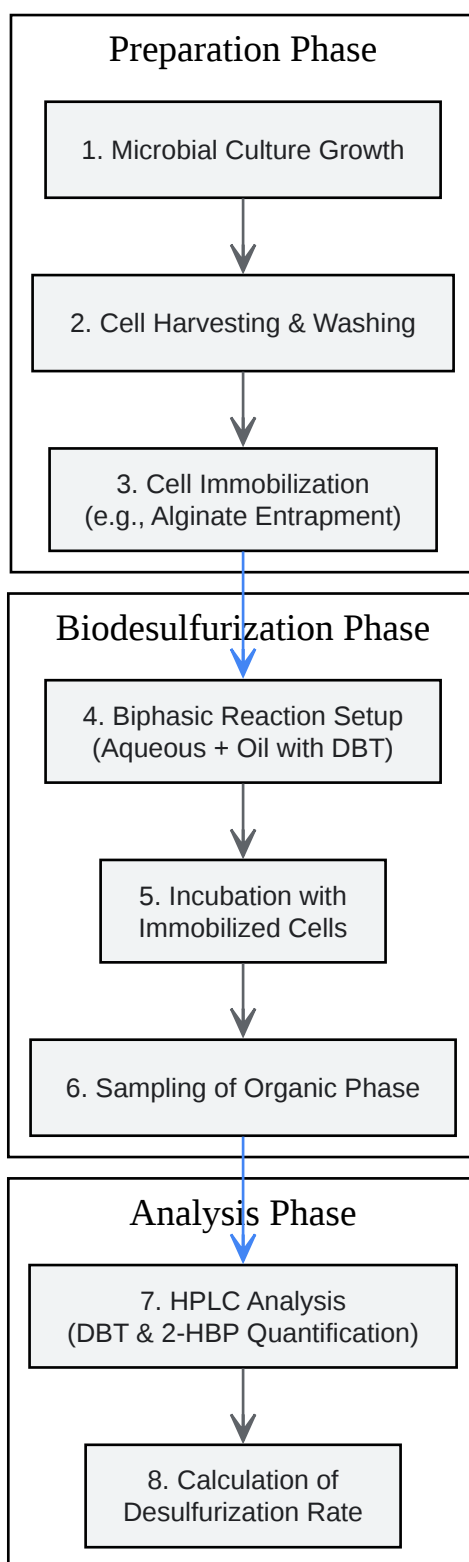 Preparation Phase
1. Microbial Culture Growth
2. Cell Harvesting & Washing
3. Cell Immobilization
(e.g., Alginate Entrapment)
Biodesulfurization Phase
4. Biphasic Reaction Setup
(Aqueous + Oil with DBT)
5. Incubation with
Immobilized Cells
6. Sampling of Organic Phase
Analysis Phase
7. HPLC Analysis
(DBT & 2-HBP Quantification)
8. Calculation of
Desulfurization Rate